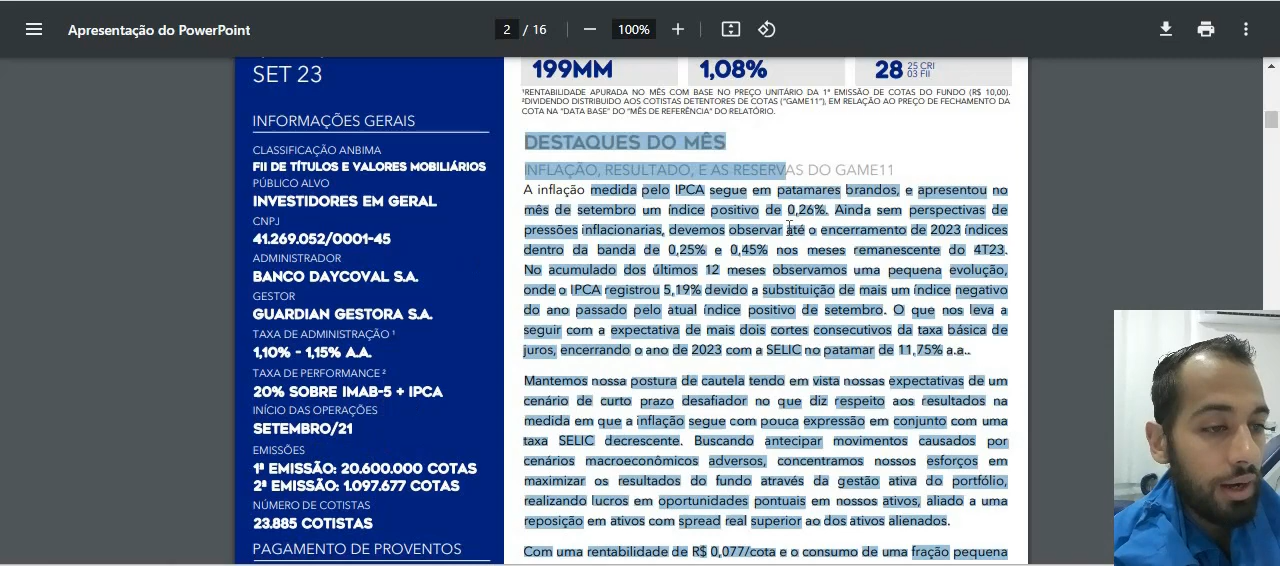 Apresentação do PowerPoint
2 / 16
100%
SET 23
INFORMAÇÕES GERAIS
CLASSIFICAÇÃO ANBIMA
FII DE TÍTULOS E VALORES MOBILIÁRIOS
PÚBLICO ALVO
INVESTIDORES EM GERAL
CNPJ
41.269.052/0001-45
ADMINISTRADOR
BANCO DAYCOVAL S.A.
GESTOR
GUARDIAN GESTORA S.A.
TAXA DE ADMINISTRAÇÃO ¹
1,10% - 1,15% A.A.
TAXA DE PERFORMANCE ²
20% SOBRE IMAB-5 + IPCA
INÍCIO DAS OPERAÇÕES
SETEMBRO/21
EMISSÕES
1ª EMISSÃO: 20.600.000 COTAS
2ª EMISSÃO: 1.097.677 COTAS
NÚMERO DE COTISTAS
23.885 COTISTAS
PAGAMENTO DE PROVENTOS
199MM
1,08%
28 25 CRI
03 FII
¹RENTABILIDADE APURADA NO MÊS COM BASE NO PREÇO UNITÁRIO DA 1ª EMISSÃO DE COTAS DO FUNDO (R$ 10,00).
²DIVIDENDO DISTRIBUIDO AOS COTISTAS DETENTORES DE COTAS ("GAME11"), EM RELAÇÃO AO PREÇO DE FECHAMENTO DA
COTA NA "DATA BASE" DO "MÊS DE REFERÊNCIA" DO RELATÓRIO.
DESTAQUES DO MÊS
INFLAÇÃO, RESULTADO, E AS RESERVAS DO GAME11
A inflação medida pelo IPCA segue em patamares brandos, e apresentou no
mês de setembro um índice positivo de 0,26%. Ainda sem perspectivas de
pressões inflacionarias, devemos observar até o encerramento de 2023 índices
dentro da banda de 0,25% e 0,45% nos meses remanescente do 4T23.
No acumulado dos últimos 12 meses observamos uma pequena evolução,
onde o IPCA registrou 5,19% devido a substituição de mais um índice negativo
do ano passado pelo atual índice positivo de setembro. O que nos leva a
seguir com a expectativa de mais dois cortes consecutivos da taxa básica de
juros, encerrando o ano de 2023 com a SELIC no patamar de 11,75% a.a..
Mantemos nossa postura de cautela tendo em vista nossas expectativas de um
cenário de curto prazo desafiador no que diz respeito aos resultados na
medida em que a inflação segue com pouca expressão em conjunto com uma
taxa SELIC decrescente. Buscando antecipar movimentos causados por
cenários macroeconômicos adversos, concentramos nossos esforços em
maximizar os resultados do fundo através da gestão ativa do portfólio,
realizando lucros em oportunidades pontuais em nossos ativos, aliado a uma
reposição em ativos com spread real superior ao dos ativos alienados.
Com uma rentabilidade de R$ 0,077/cota e o consumo de uma fração pequena